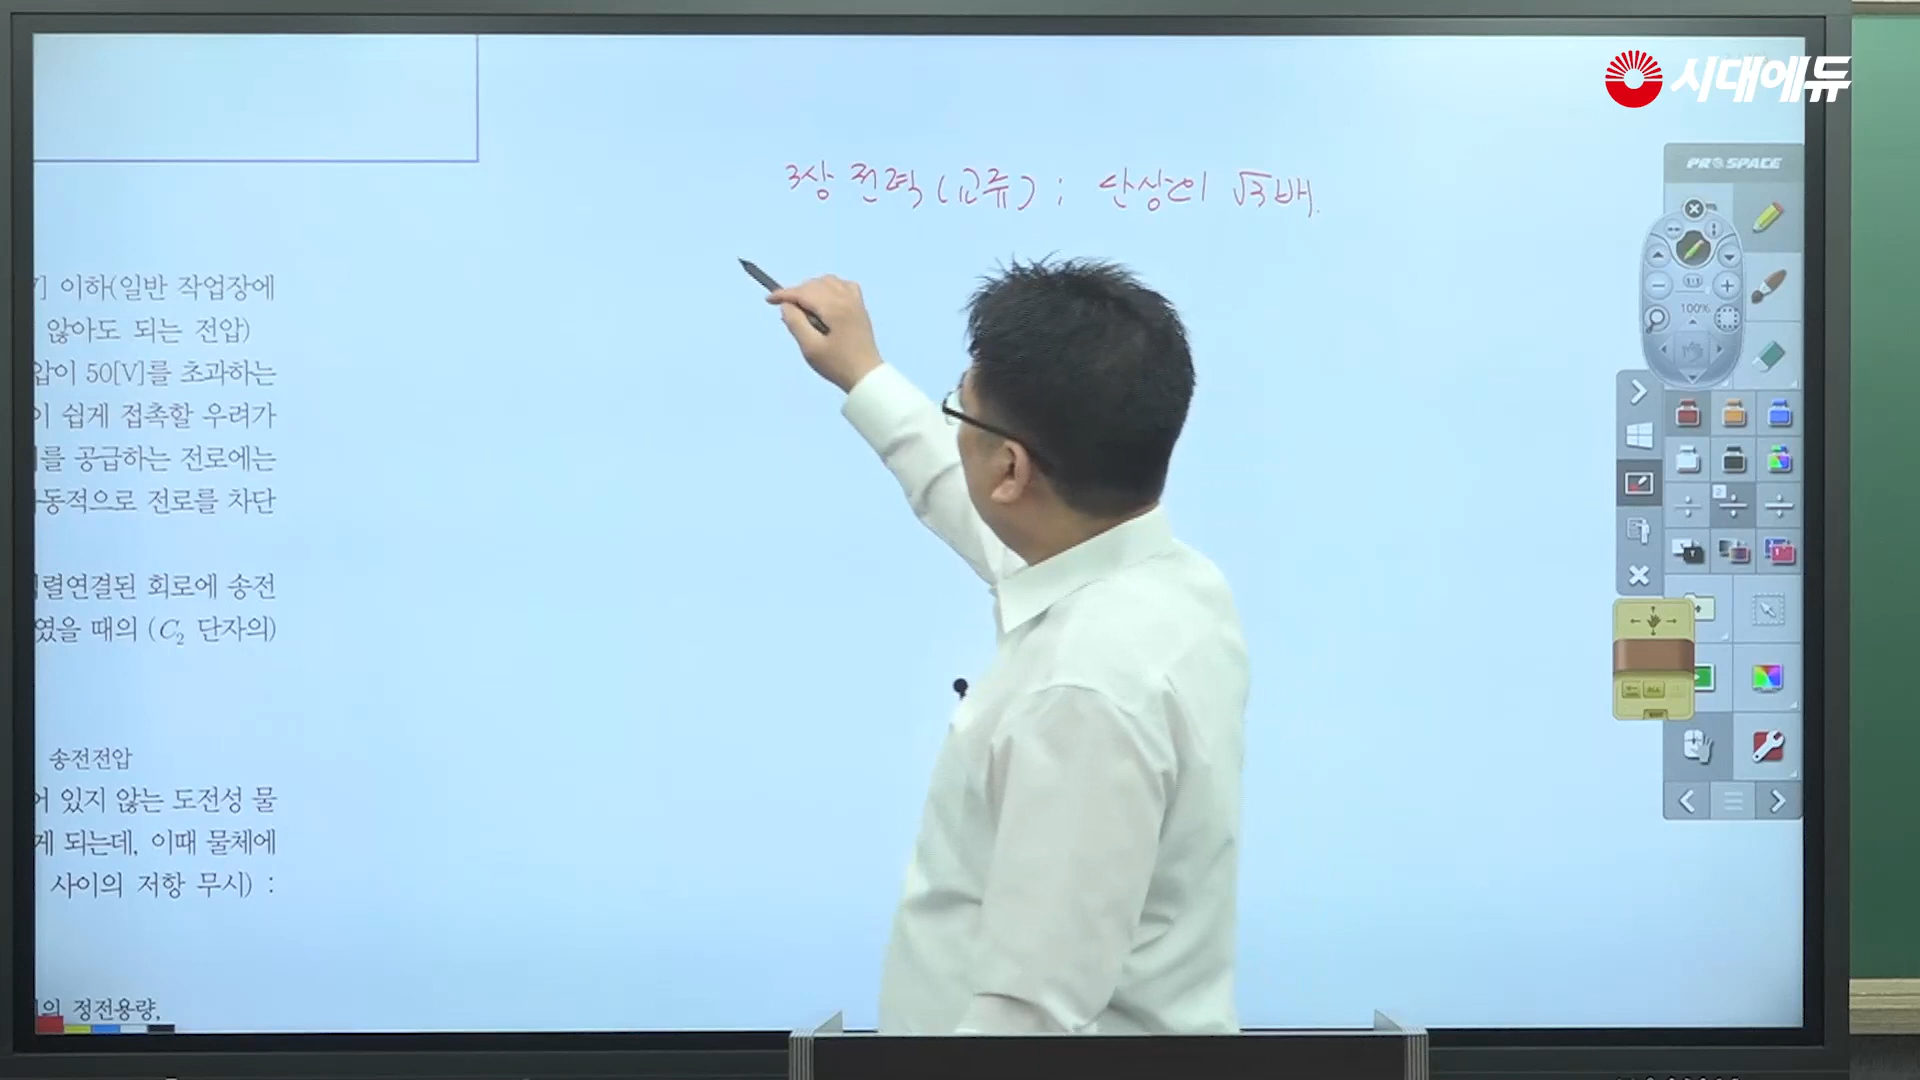 시대에듀
3상 전력(교류) ; 단상의 √3배.
PROSPACE
V] 이하(일반 작업장에
않아도 되는 전압)
압이 50[V]를 초과하는
이 쉽게 접촉할 우려가
를 공급하는 전로에는
동적으로 전로를 차단
렬연결된 회로에 송전
였을 때의 (C₂ 단자의)
송전전압
어 있지 않는 도전성 물
게 되는데, 이때 물체에
사이의 저항 무시) :
의 정전용량,
100%
ALL